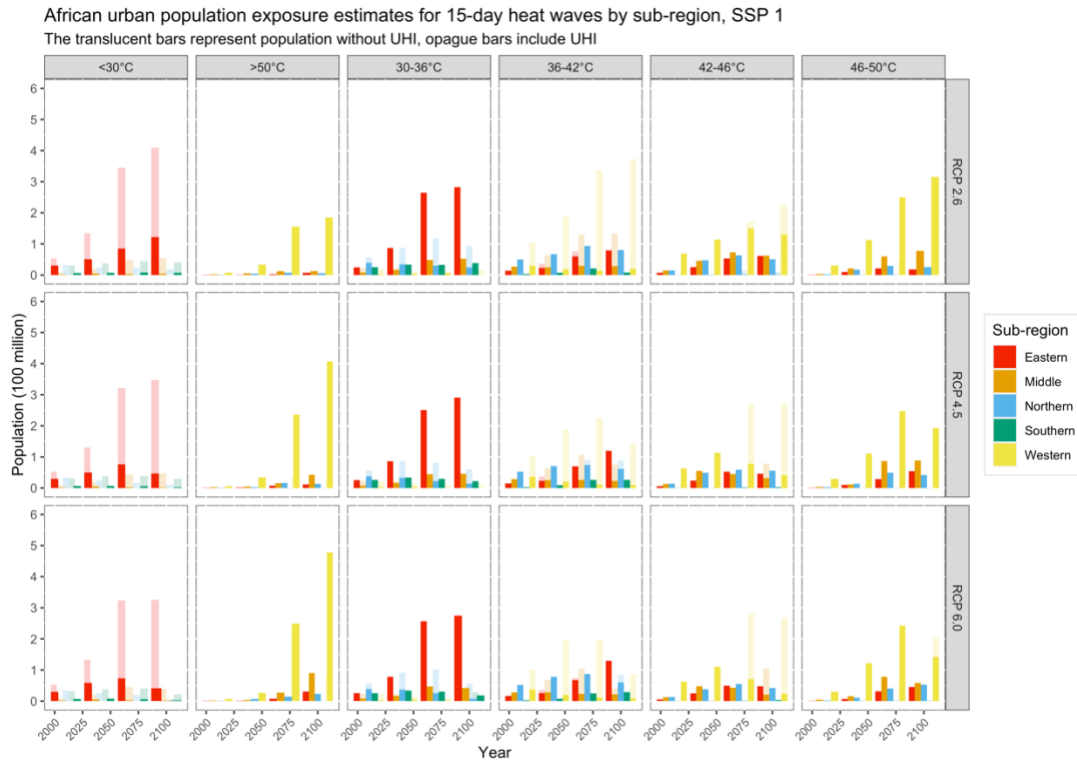 African urban population exposure estimates for 15-day heat waves by sub-region, SSP 1
The translucent bars represent population without UHI, opague bars include UHI
<30°C >50°C 30-36°C 36-42°C 42-46°C 46-50°C
6
5
4
3
2
1
0
RCP 2.6
6
5
4
3
2
1
0
RCP 4.5
6
5
4
3
2
1
0
RCP 6.0
Population (100 million)
2000 2025 2050 2075 2100 2000 2025 2050 2075 2100 2000 2025 2050 2075 2100 2000 2025 2050 2075 2100 2000 2025 2050 2075 2100 2000 2025 2050 2075 2100
Year
Sub-region
Eastern
Middle
Northern
Southern
Western